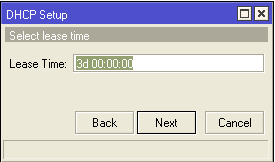 DHCP Setup
Select lease time
Lease Time: 3d 00:00:00
Back Next Cancel